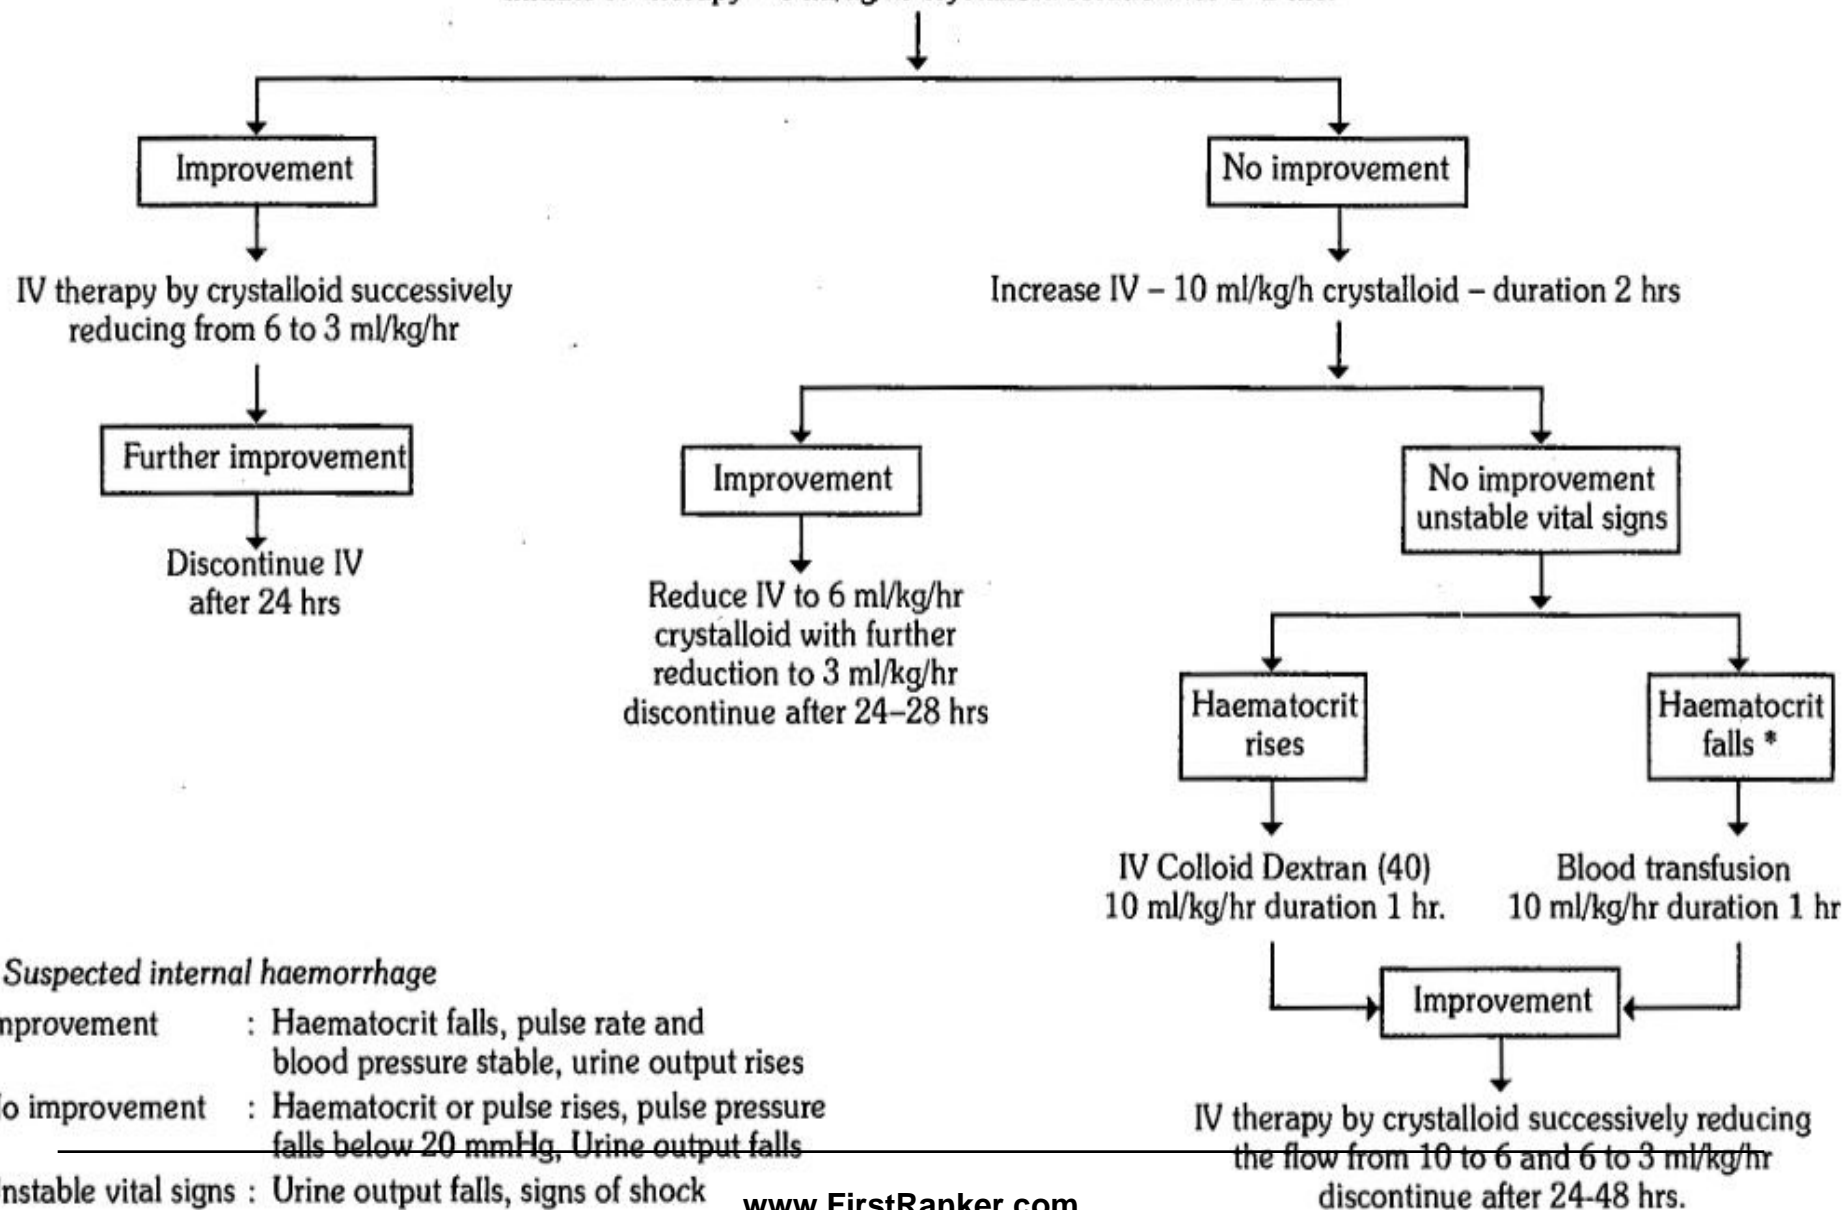 Improvement
No improvement
IV therapy by crystalloid successively
reducing from 6 to 3 ml/kg/hr
Increase IV – 10 ml/kg/h crystalloid – duration 2 hrs
Further improvement
Discontinue IV
after 24 hrs
Improvement
Reduce IV to 6 ml/kg/hr
crystalloid with further
reduction to 3 ml/kg/hr
discontinue after 24–28 hrs
No improvement
unstable vital signs
Haematocrit
rises
Haematocrit
falls *
IV Colloid Dextran (40)
10 ml/kg/hr duration 1 hr.
Blood transfusion
10 ml/kg/hr duration 1 hr
Improvement
IV therapy by crystalloid successively reducing
the flow from 10 to 6 and 6 to 3 ml/kg/hr
discontinue after 24-48 hrs.
Suspected internal haemorrhage
mprovement : Haematocrit falls, pulse rate and
blood pressure stable, urine output rises
o improvement : Haematocrit or pulse rises, pulse pressure
falls below 20 mmHg, Urine output falls
nstable vital signs : Urine output falls, signs of shock
www.FirstRanker.com